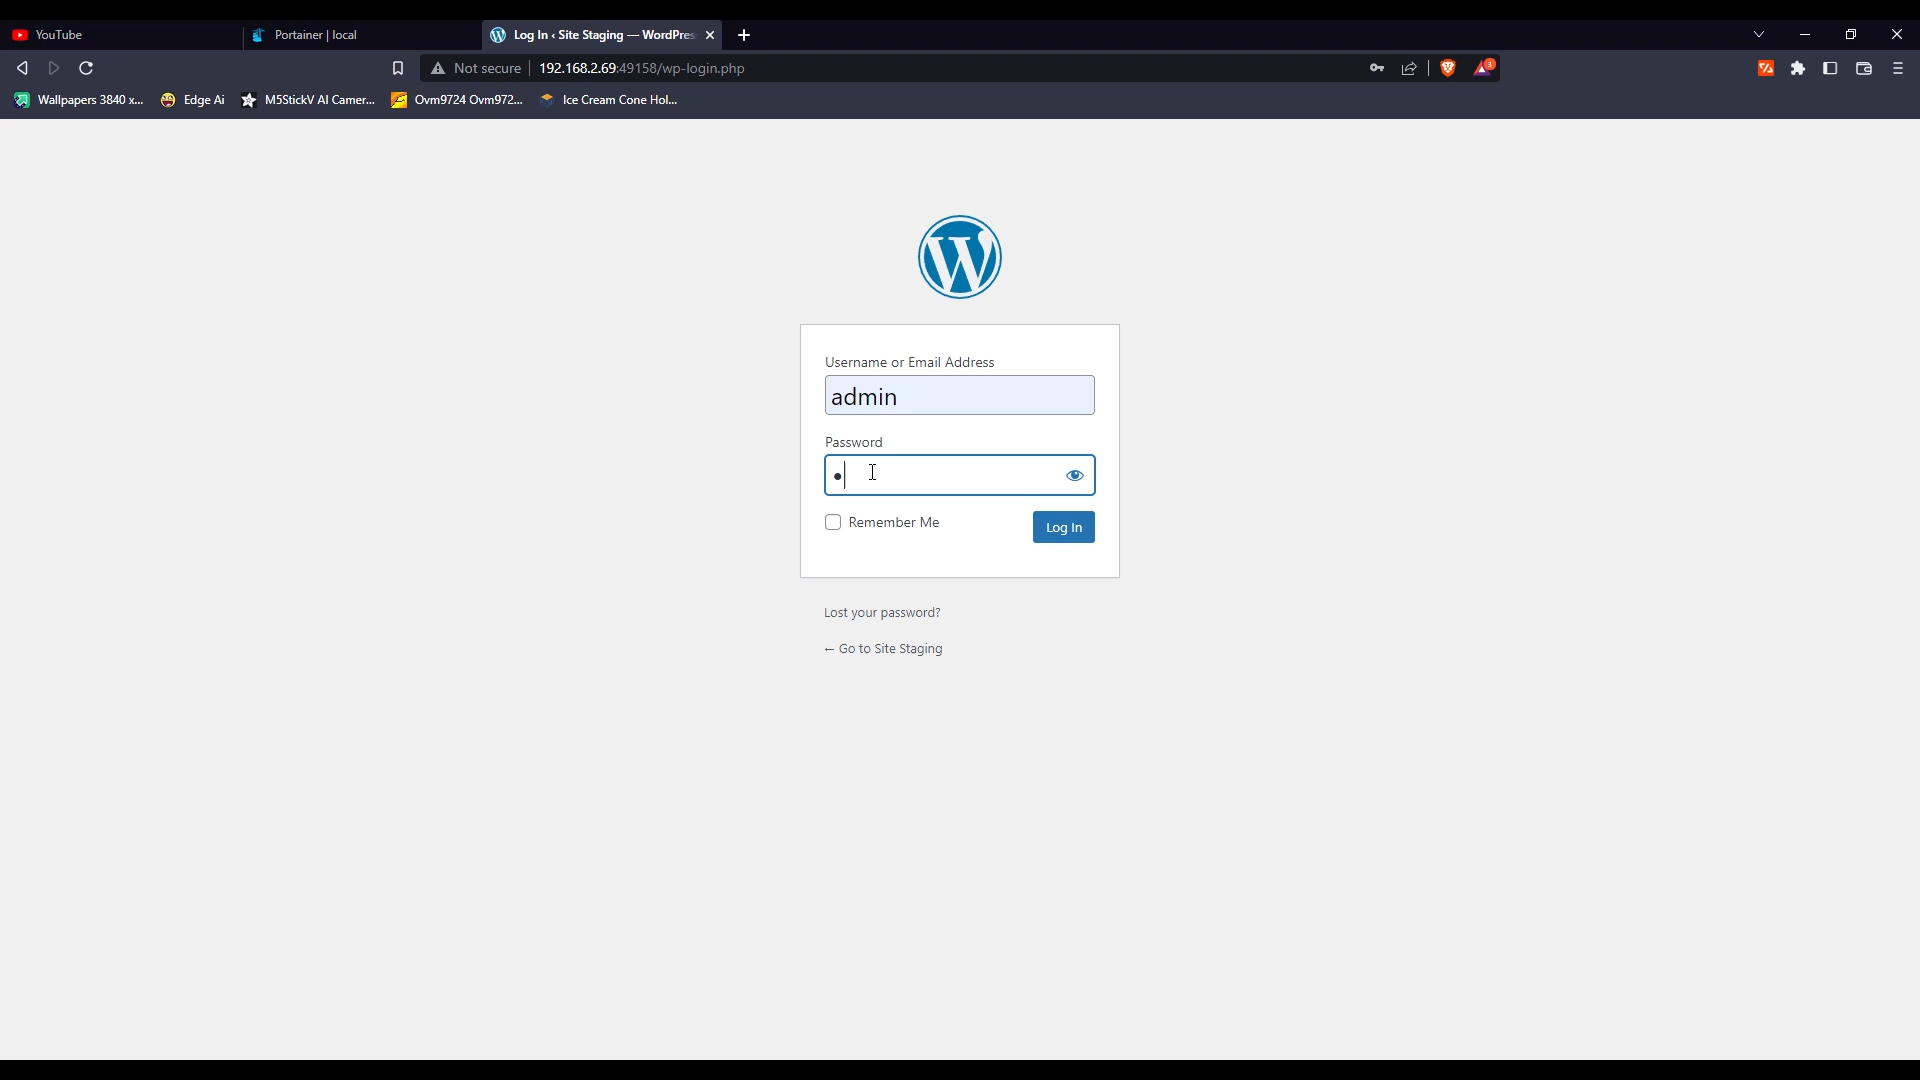 YouTube
Portainer | local
Log In ‹ Site Staging — WordPres
Not secure
192.168.2.69:49158/wp-login.php
3
Wallpapers 3840 x...
Edge Ai
M5StickV AI Camer...
Ovm9724 Ovm972...
Ice Cream Cone Hol...
Username or Email Address
admin
Password
Remember Me
Log In
Lost your password?
← Go to Site Staging